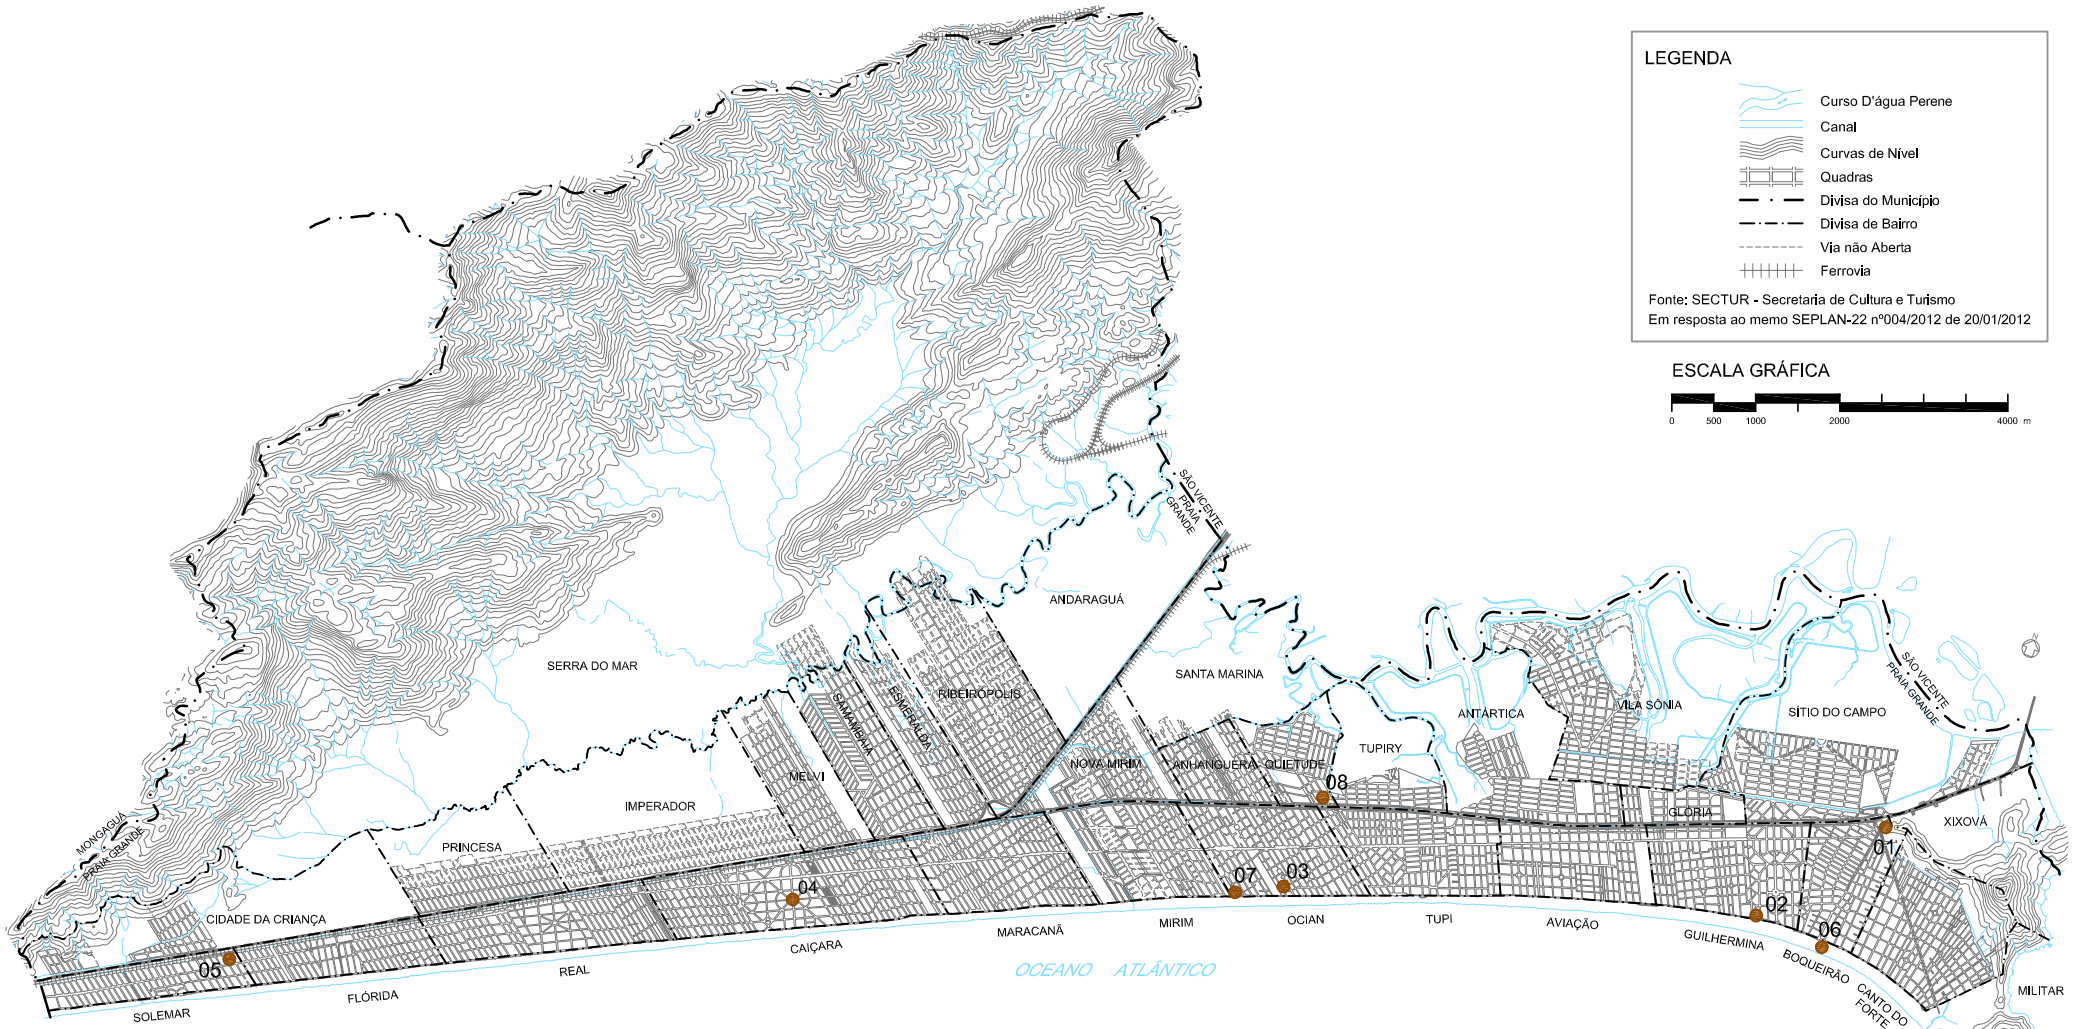 LEGENDA
Curso D'água Perene
Canal
Curvas de Nível
Quadras
Divisa do Município
Divisa de Bairro
Via não Aberta
Ferrovia
Fonte: SECTUR - Secretaria de Cultura e Turismo
Em resposta ao memo SEPLAN-22 nº004/2012 de 20/01/2012
ESCALA GRÁFICA
0 500 1000 2000 4000 m
SÃO VICENTE
PRAIA
GRANDE
ANDARAGUÁ
SERRA DO MAR
SANTA MARINA
N
SÃO VICENTE
PRAIA GRANDE
SAMAMBAIA
ESMERALDA
RIBEIRÓPOLIS
ANTÁRTICA
VILA SÔNIA
SÍTIO DO CAMPO
TUPIRY
MELVI
NOVA MIRIM
ANHANGUERA
QUIETUDE
08
IMPERADOR
GLÓRIA
XIXOVÁ
MONGAGUÁ
PRAIA GRANDE
PRINCESA
01
07
03
04
02
CIDADE DA CRIANÇA
06
05
SOLEMAR
FLÓRIDA
REAL
CAIÇARA
MARACANÃ
MIRIM
OCIAN
TUPI
AVIAÇÃO
GUILHERMINA
BOQUEIRÃO
CANTO DO
FORTE
MILITAR
OCEANO ATLÂNTICO